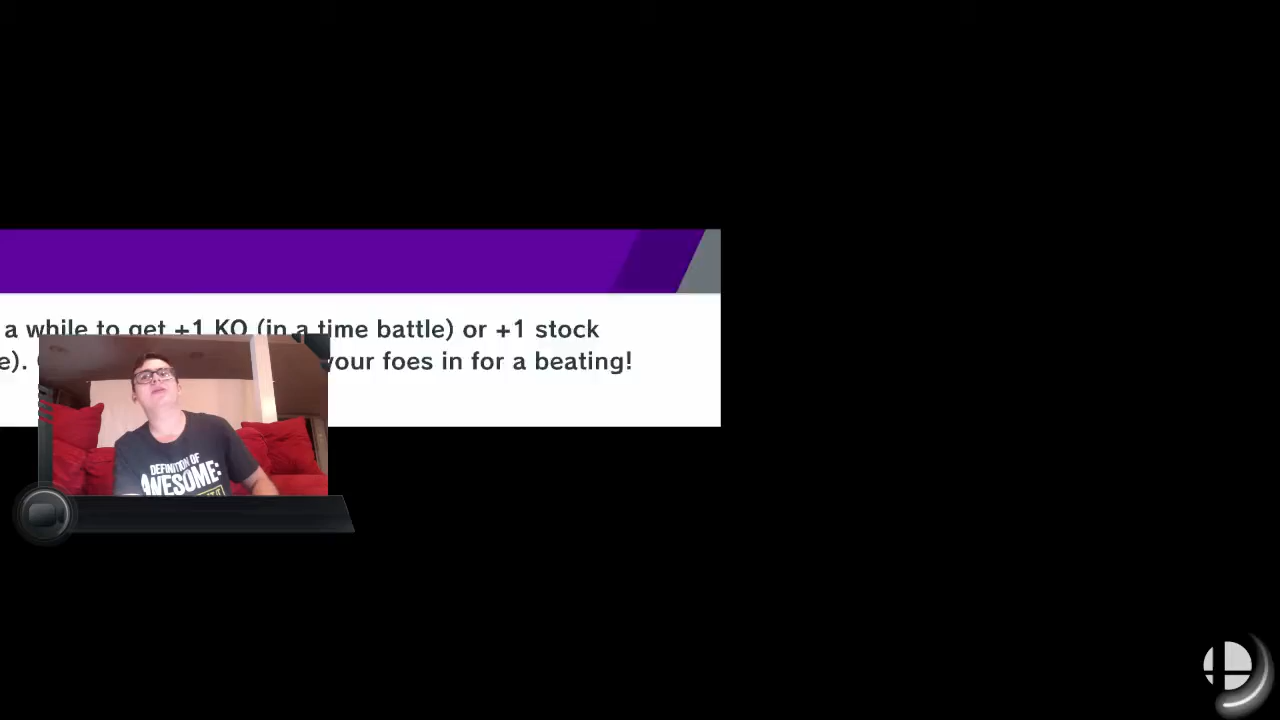 a while to get +1 KO (in a time battle) or +1 stock
e). your foes in for a beating!
DEFINITION OF
AWESOME: